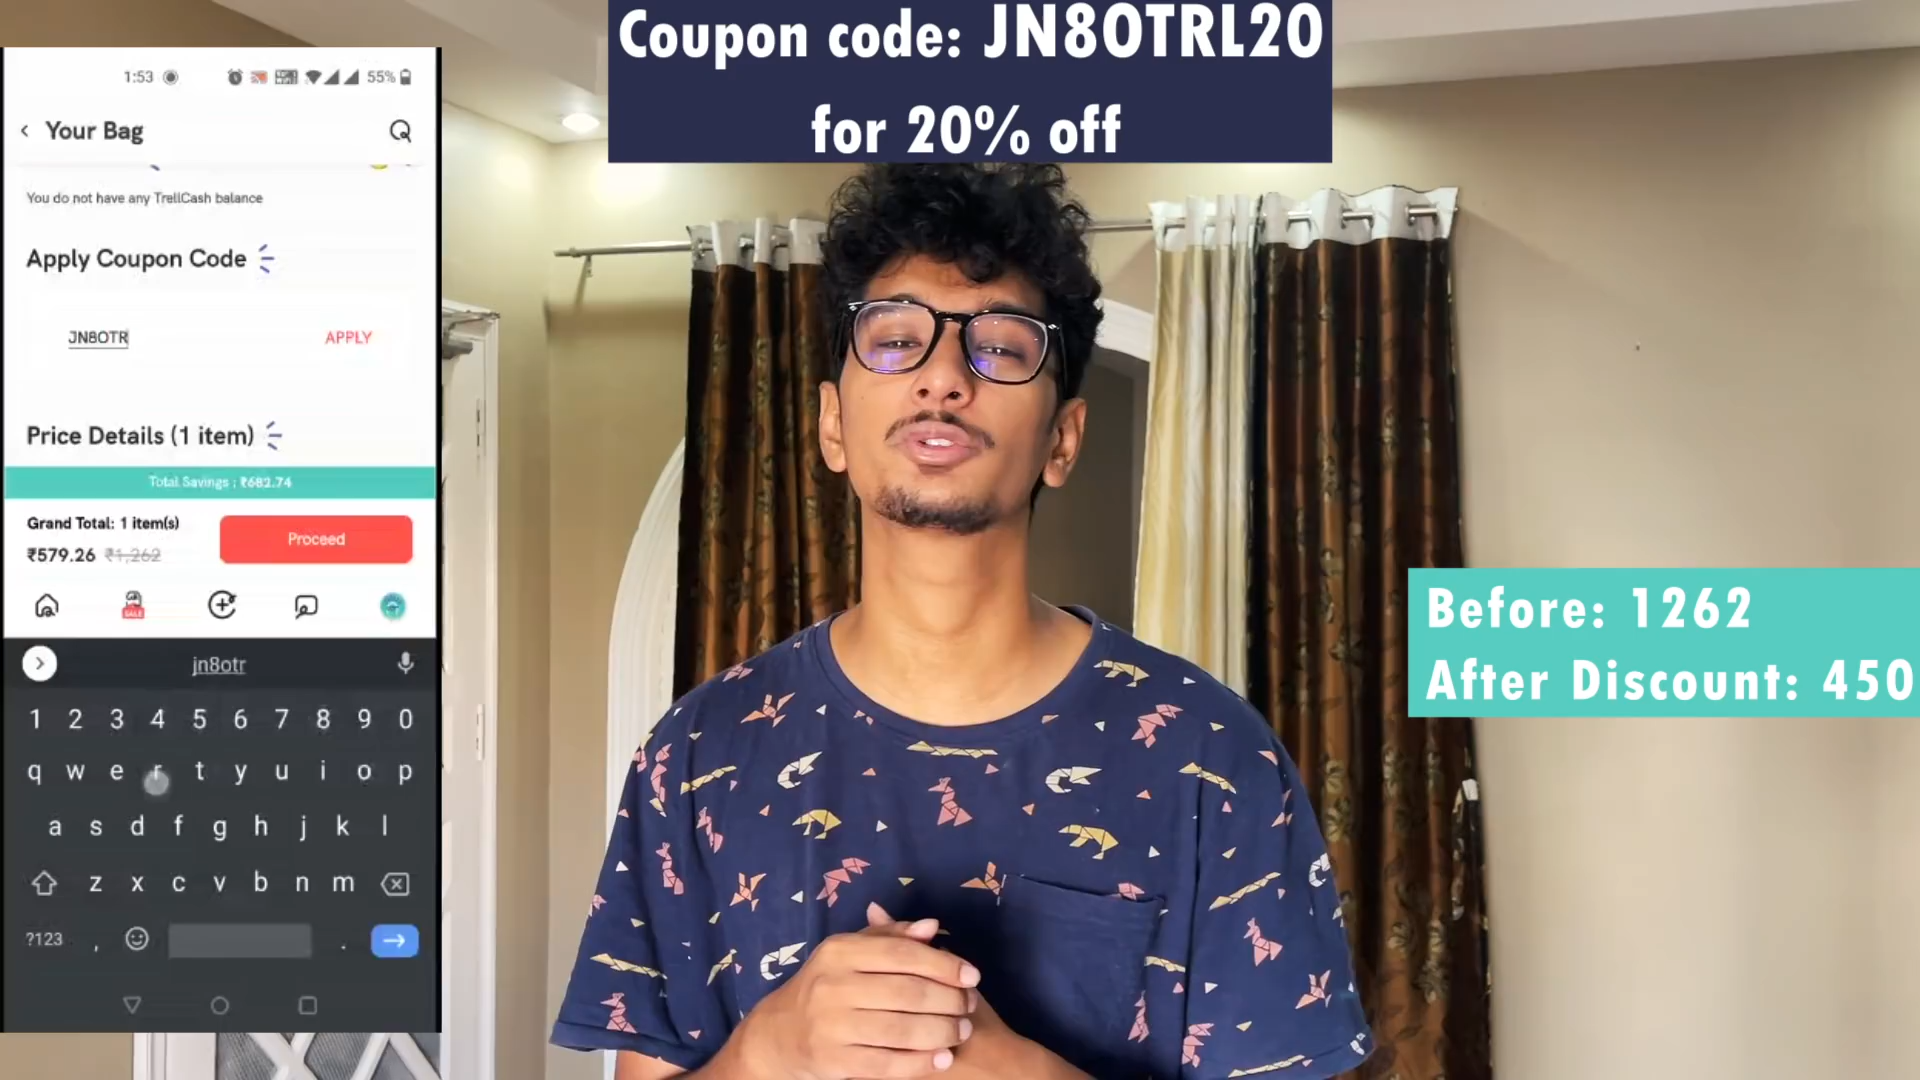 Coupon code: JN8OTRL20
for 20% off
1:53
55%
Your Bag
You do not have any TrellCash balance
Apply Coupon Code
JN8OTR
APPLY
Price Details (1 item)
Total Savings : ₹682.74
Grand Total: 1 item(s)
₹579.26 ₹1,262
Proceed
SALE
jn8otr
1 2 3 4 5 6 7 8 9 0
q w e r t y u i o p
a s d f g h j k l
z x c v b n m
?123 , .
Before: 1262
After Discount: 450